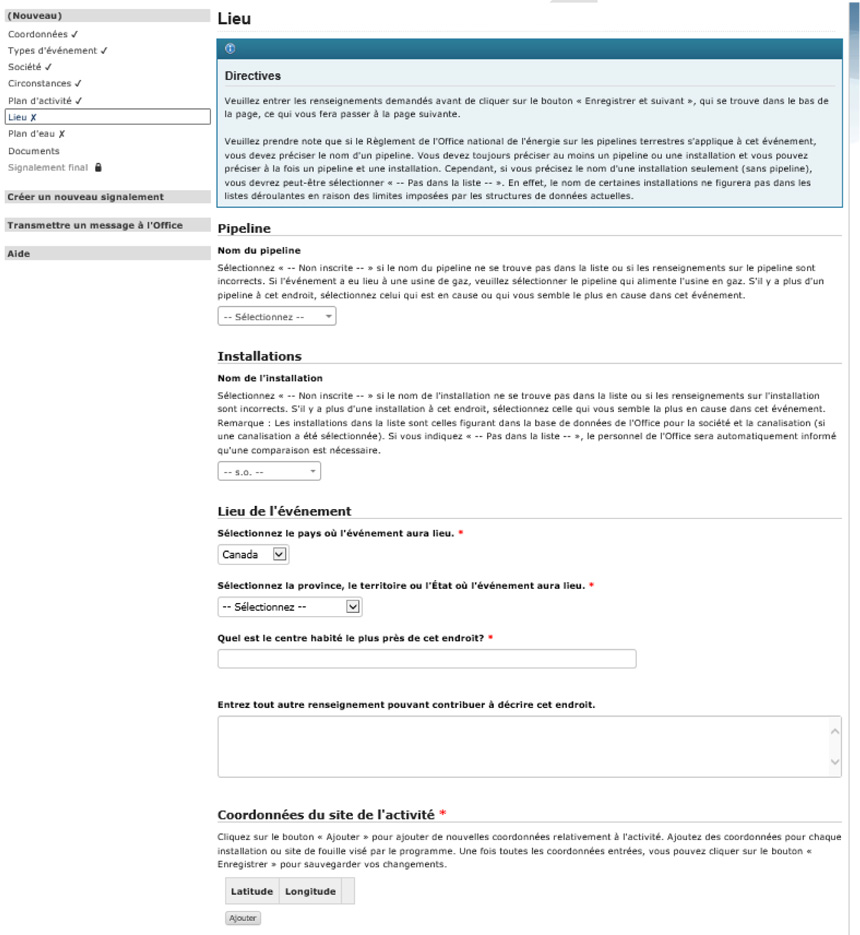 (Nouveau)
Coordonnées ✓
Types d'événement ✓
Société ✓
Circonstances ✓
Plan d'activité ✓
Lieu ✗
Plan d'eau ✗
Documents
Signalement final
Créer un nouveau signalement
Transmettre un message à l'Office
Aide
Lieu
Directives
Veuillez entrer les renseignements demandés avant de cliquer sur le bouton « Enregistrer et suivant », qui se trouve dans le bas de
la page, ce qui vous fera passer à la page suivante.
Veuillez prendre note que si le Règlement de l'Office national de l'énergie sur les pipelines terrestres s'applique à cet événement,
vous devez préciser le nom d'un pipeline. Vous devez toujours préciser au moins un pipeline ou une installation et vous pouvez
préciser à la fois un pipeline et une installation. Cependant, si vous précisez le nom d'une installation seulement (sans pipeline),
vous devrez peut-être sélectionner « -- Pas dans la liste -- ». En effet, le nom de certaines installations ne figurera pas dans les
listes déroulantes en raison des limites imposées par les structures de données actuelles.
Pipeline
Nom du pipeline
Sélectionnez « -- Non inscrite -- » si le nom du pipeline ne se trouve pas dans la liste ou si les renseignements sur le pipeline sont
incorrects. Si l'événement a eu lieu à une usine de gaz, veuillez sélectionner le pipeline qui alimente l'usine en gaz. S'il y a plus d'un
pipeline à cet endroit, sélectionnez celui qui est en cause ou qui vous semble le plus en cause dans cet événement.
-- Sélectionnez --
Installations
Nom de l'installation
Sélectionnez « -- Non inscrite -- » si le nom de l'installation ne se trouve pas dans la liste ou si les renseignements sur l'installation
sont incorrects. S'il y a plus d'une installation à cet endroit, sélectionnez celle qui vous semble la plus en cause dans cet événement.
Remarque : Les installations dans la liste sont celles figurant dans la base de données de l'Office pour la société et la canalisation (si
une canalisation a été sélectionnée). Si vous indiquez « -- Pas dans la liste -- », le personnel de l'Office sera automatiquement informé
qu'une comparaison est nécessaire.
-- s.o. --
Lieu de l'événement
Sélectionnez le pays où l'événement aura lieu. *
Canada
Sélectionnez la province, le territoire ou l'État où l'événement aura lieu. *
-- Sélectionnez --
Quel est le centre habité le plus près de cet endroit? *
Entrez tout autre renseignement pouvant contribuer à décrire cet endroit.
Coordonnées du site de l'activité *
Cliquez sur le bouton « Ajouter » pour ajouter de nouvelles coordonnées relativement à l'activité. Ajoutez des coordonnées pour chaque
installation ou site de fouille visé par le programme. Une fois toutes les coordonnées entrées, vous pouvez cliquer sur le bouton «
Enregistrer » pour sauvegarder vos changements.
Latitude Longitude
Ajouter